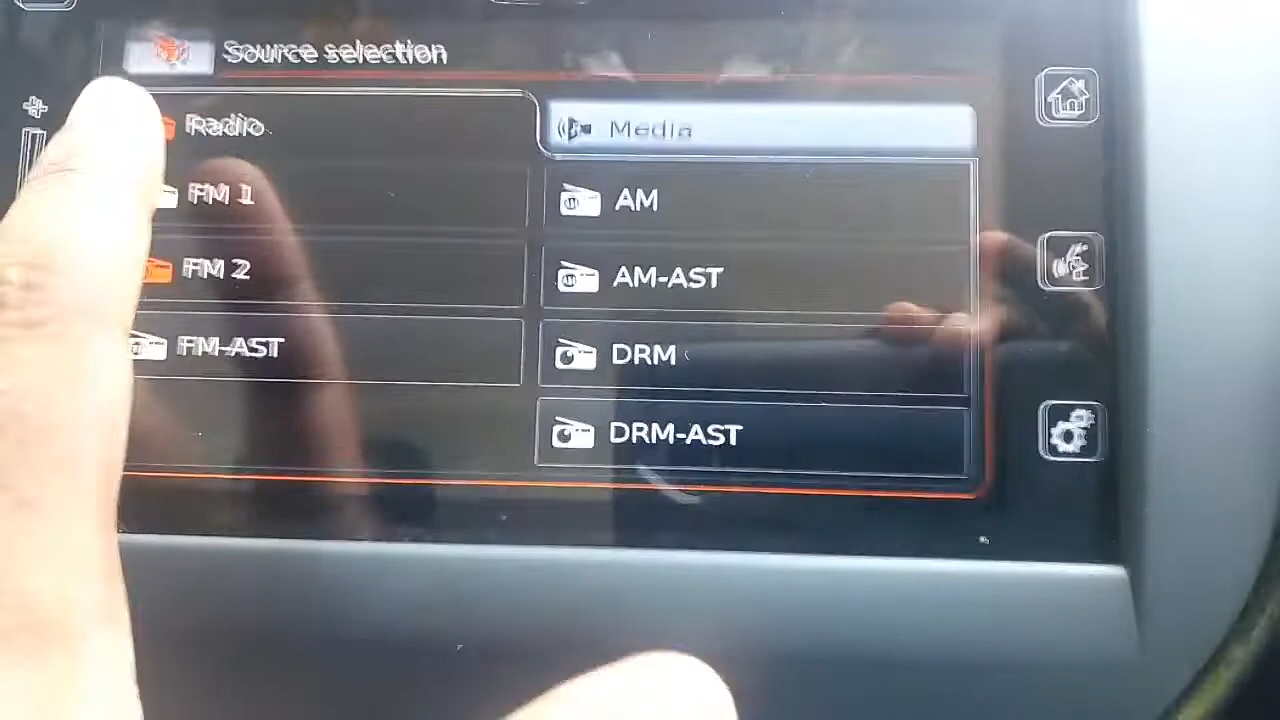 Source selection
Radio
Media
FM 1
AM
FM 2
AM-AST
FM-AST
DRM
DRM-AST